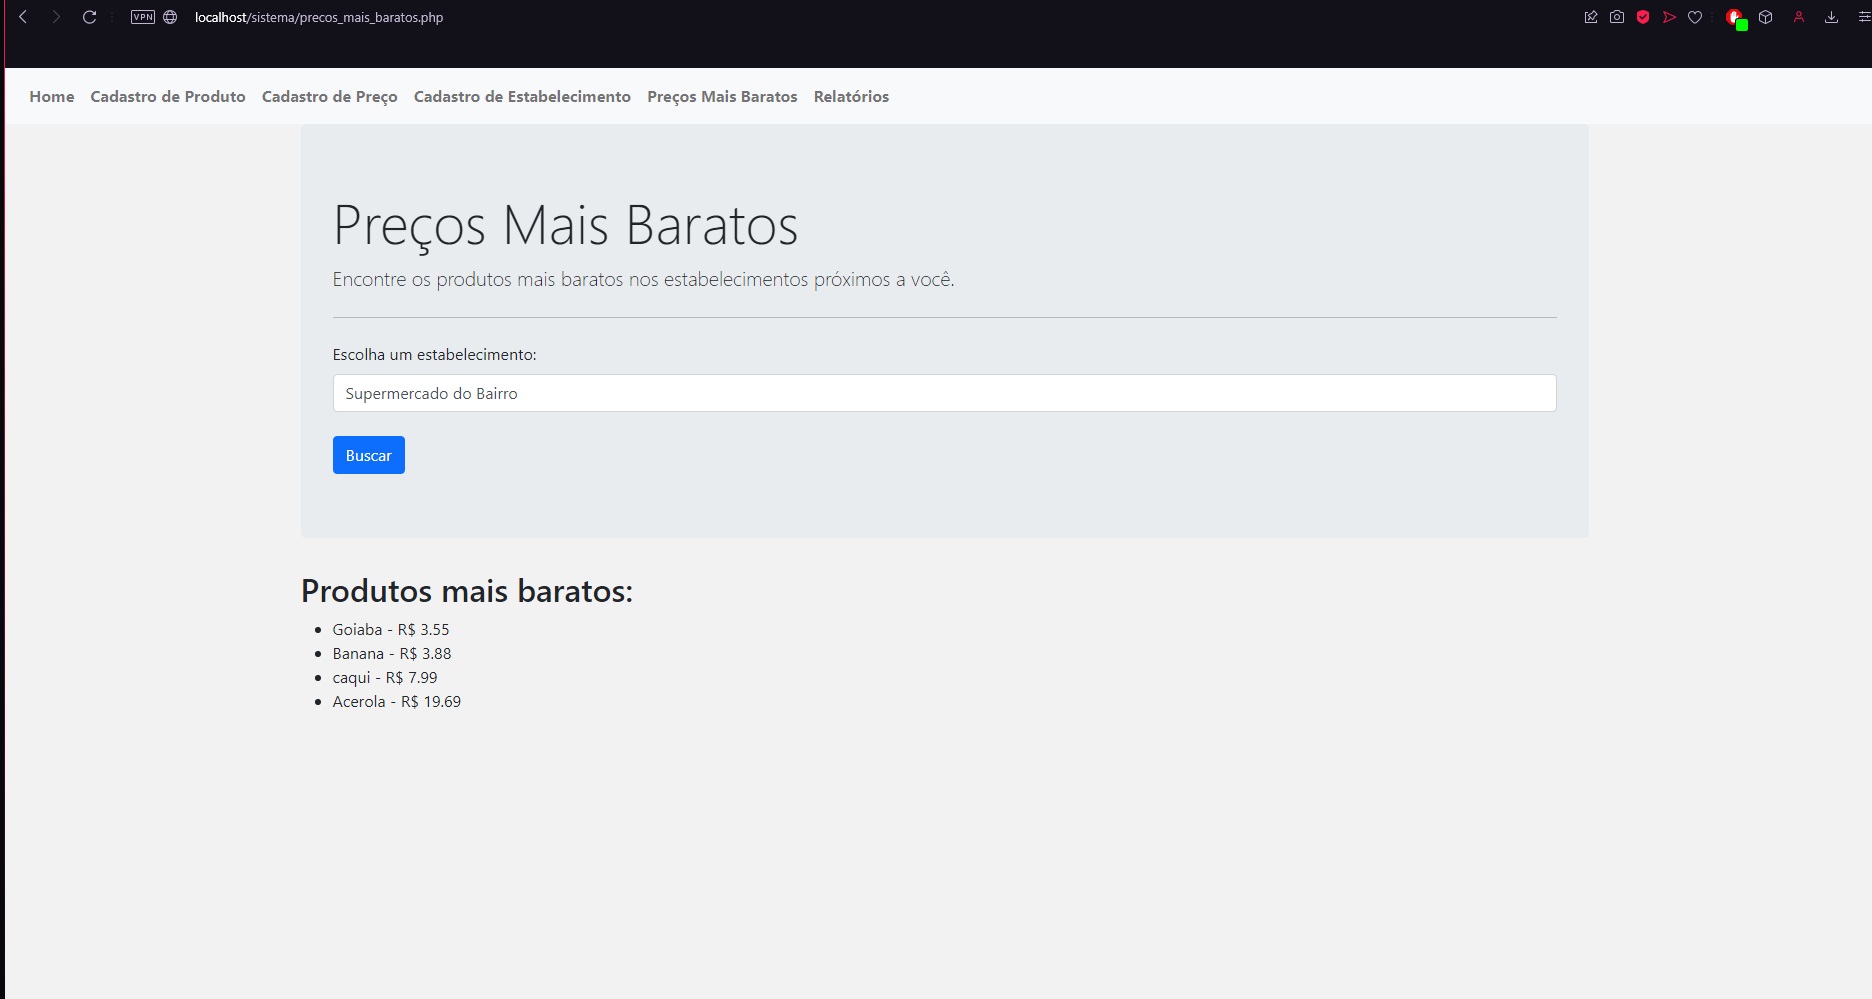 VPN localhost/sistema/precos_mais_baratos.php
Home Cadastro de Produto Cadastro de Preço Cadastro de Estabelecimento Preços Mais Baratos Relatórios
Preços Mais Baratos
Encontre os produtos mais baratos nos estabelecimentos próximos a você.
Escolha um estabelecimento:
Supermercado do Bairro
Buscar
Produtos mais baratos:
Goiaba - R$ 3.55
Banana - R$ 3.88
caqui - R$ 7.99
Acerola - R$ 19.69